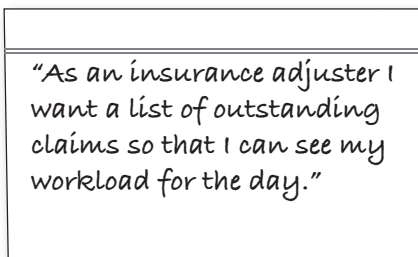 “As an insurance adjuster I
want a list of outstanding
claims so that I can see my
workload for the day.”